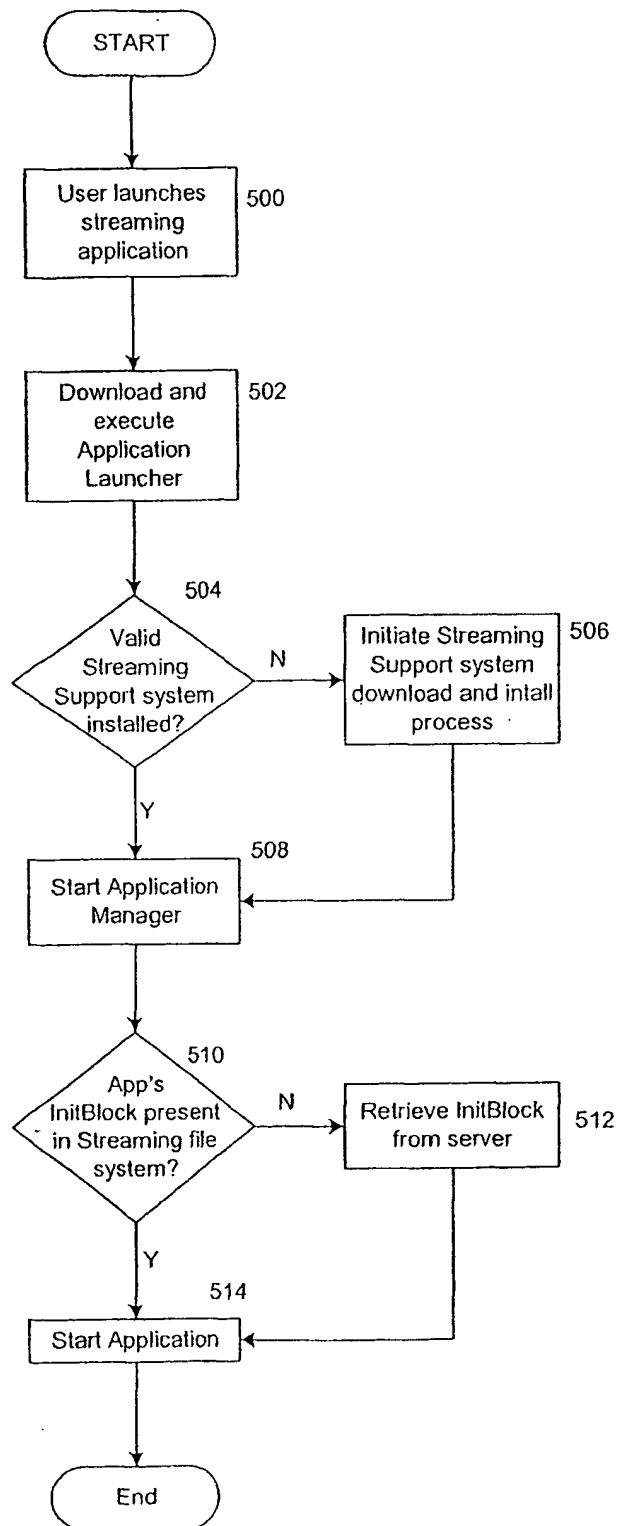 START
User launches
streaming
application
500
Download and
execute
Application
Launcher
502
504
Valid
Streaming
Support system
installed?
N
Initiate Streaming
Support system
download and intall
process
506
Y
508
Start Application
Manager
510
App's
InitBlock present
in Streaming file
system?
N
Retrieve InitBlock
from server
512
Y
514
Start Application
End